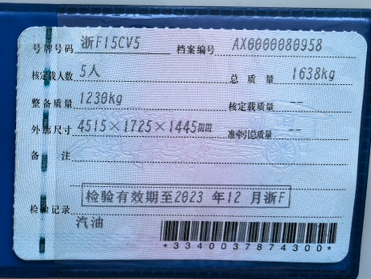 号牌号码 浙F15CV5 档案编号 AX0000080958
核定载人数 5人 总质量 1638kg
整备质量 1230kg 核定载质量 --
外廓尺寸 4515×1725×1445mm 准牵引总质量 --
备注
检验有效期至2023年12月浙F
检验记录
汽油
*3340037874300*